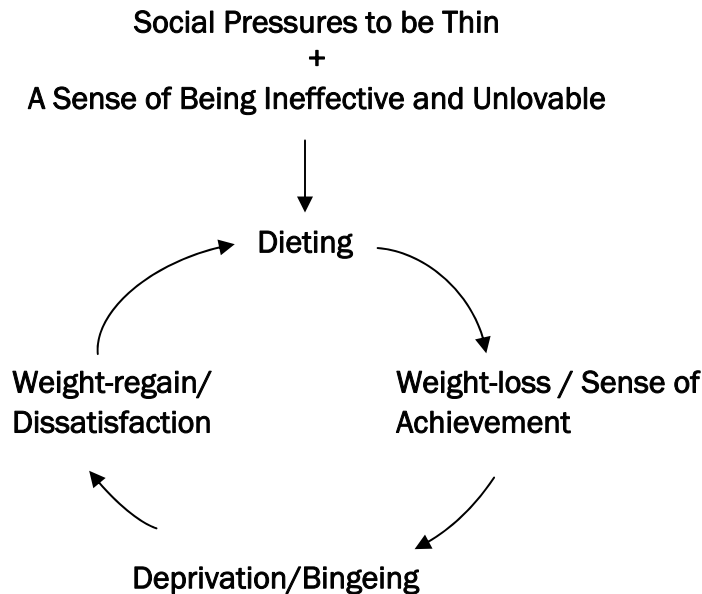 Social Pressures to be Thin
+
A Sense of Being Ineffective and Unlovable
Dieting
Weight-regain/
Dissatisfaction
Weight-loss / Sense of
Achievement
Deprivation/Bingeing